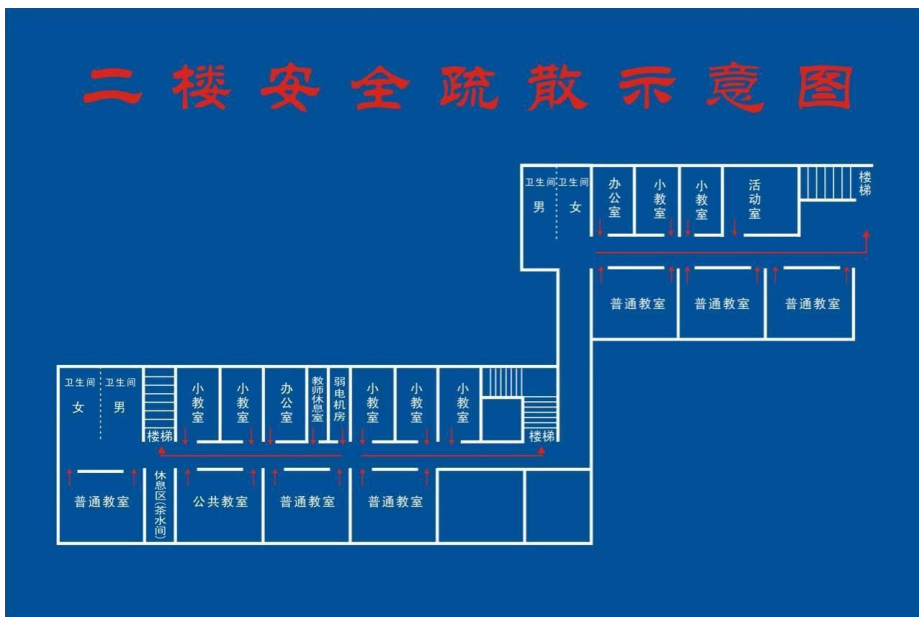 二楼安全疏散示意图
卫生间
男
卫生间
女
办公室
小教室
小教室
活动室
楼梯
普通教室
普通教室
普通教室
卫生间
女
卫生间
男
楼梯
小教室
小教室
办公室
教师休息室
弱电机房
小教室
小教室
小教室
楼梯
普通教室
休息区(茶水间)
公共教室
普通教室
普通教室